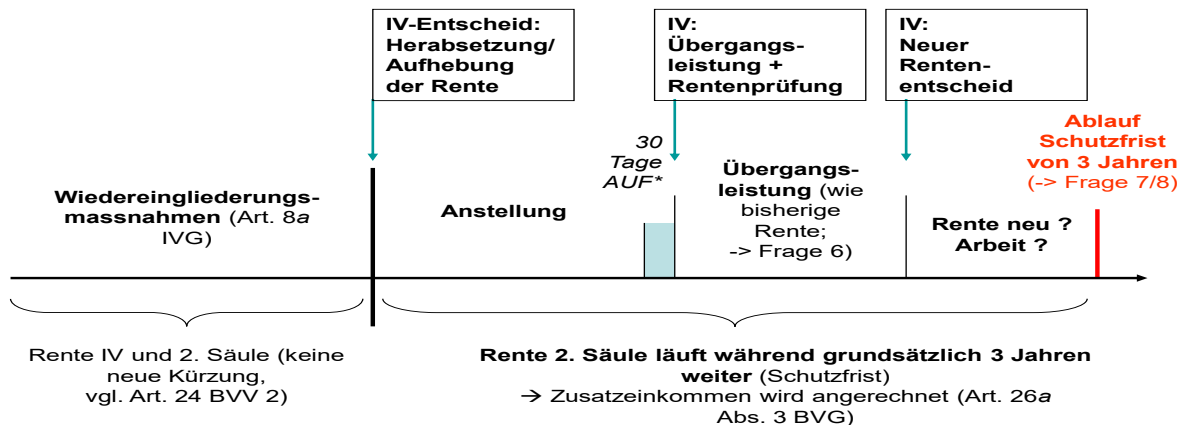 IV-Entscheid:
Herabsetzung/
Aufhebung
der Rente
IV:
Übergangs-
leistung +
Rentenprüfung
IV:
Neuer
Renten-
entscheid
Wiedereingliederungs-
massnahmen (Art. 8a
IVG)
Anstellung
30
Tage
AUF*
Übergangs-
leistung (wie
bisherige
Rente;
-> Frage 6)
Rente neu ?
Arbeit ?
Ablauf
Schutzfrist
von 3 Jahren
(-> Frage 7/8)
Rente IV und 2. Säule (keine
neue Kürzung,
vgl. Art. 24 BVV 2)
Rente 2. Säule läuft während grundsätzlich 3 Jahren
weiter (Schutzfrist)
→ Zusatzeinkommen wird angerechnet (Art. 26a
Abs. 3 BVG)